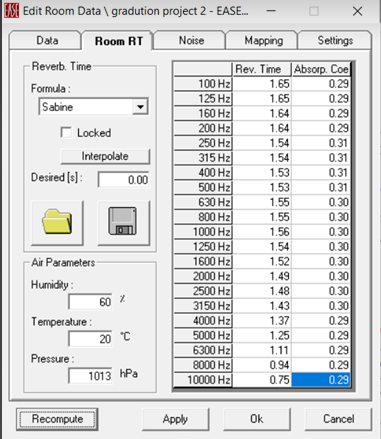 EASE Edit Room Data \ gradution project 2 - EASE...
Data Room RT Noise Mapping Settings
Reverb. Time
Formula :
Sabine
Locked
Interpolate
Desired [s] : 0.00
Air Parameters
Humidity :
60 %
Temperature :
20 °C
Pressure :
1013 hPa
Rev. Time Absorp. Coe
100 Hz 1.65 0.29
125 Hz 1.65 0.29
160 Hz 1.64 0.29
200 Hz 1.64 0.29
250 Hz 1.54 0.31
315 Hz 1.54 0.31
400 Hz 1.53 0.31
500 Hz 1.53 0.31
630 Hz 1.55 0.30
800 Hz 1.55 0.30
1000 Hz 1.56 0.30
1250 Hz 1.54 0.30
1600 Hz 1.52 0.30
2000 Hz 1.49 0.30
2500 Hz 1.48 0.30
3150 Hz 1.43 0.30
4000 Hz 1.37 0.29
5000 Hz 1.25 0.29
6300 Hz 1.11 0.29
8000 Hz 0.94 0.29
10000 Hz 0.75 0.29
Recompute Apply Ok Cancel